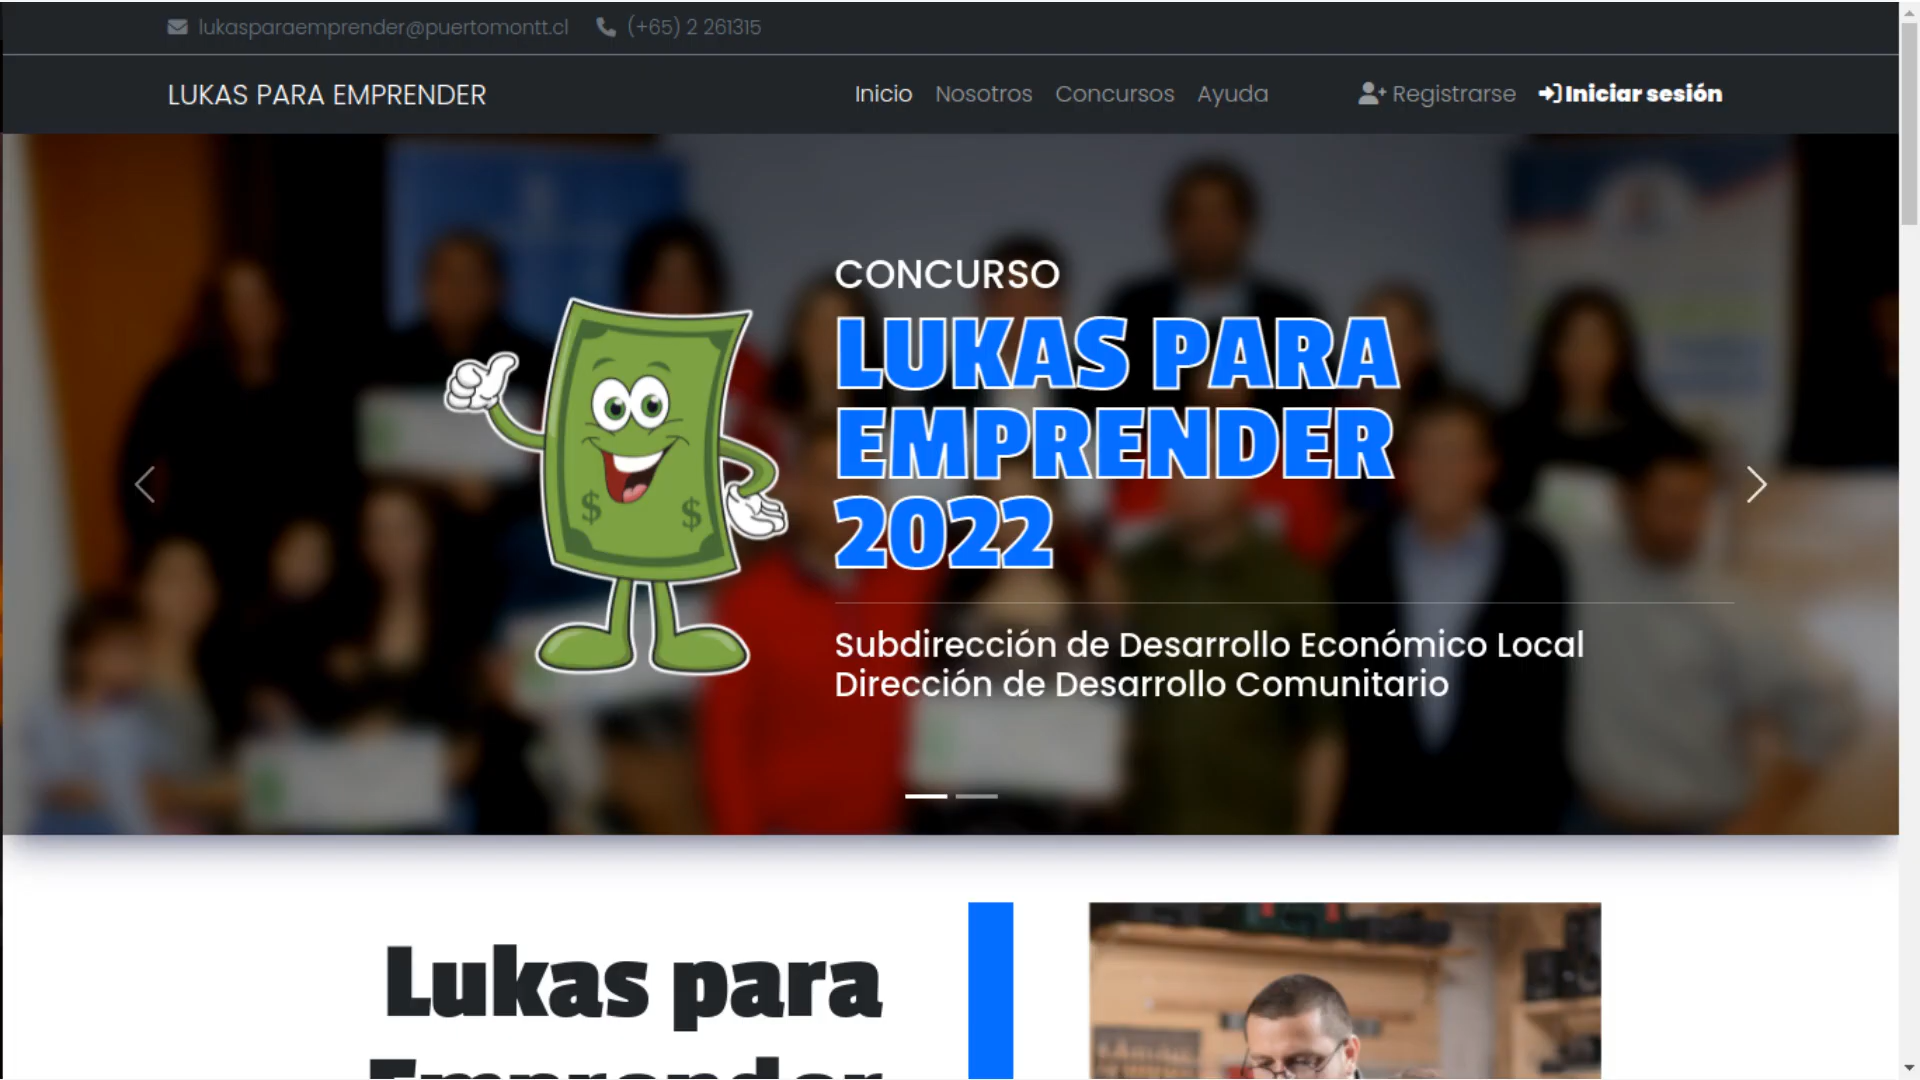 lukasparaemprender@puertomontt.cl (+65) 2 261315
LUKAS PARA EMPRENDER
Inicio Nosotros Concursos Ayuda Registrarse Iniciar sesión
CONCURSO
LUKAS PARA
EMPRENDER
2022
$ $
Subdirección de Desarrollo Económico Local
Dirección de Desarrollo Comunitario
Lukas para
Emprender